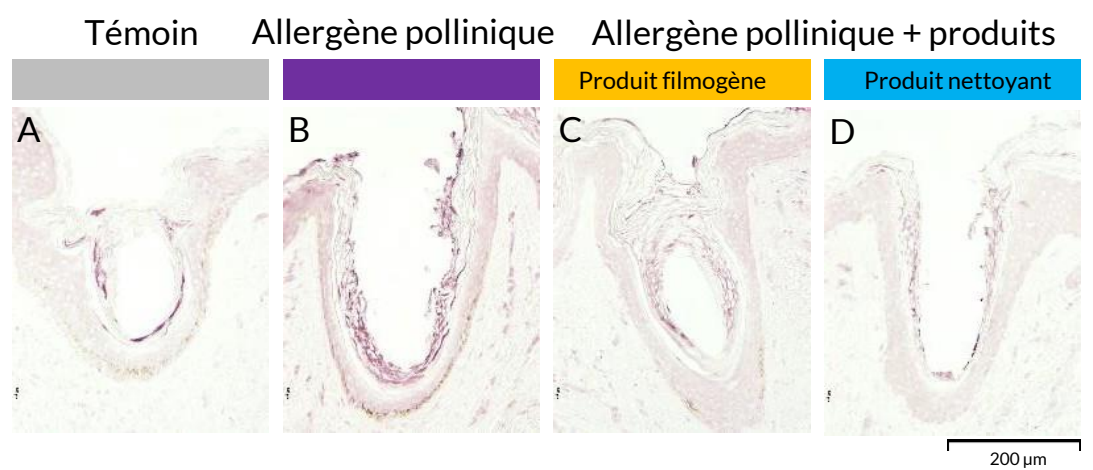 Témoin
Allergène pollinique
Allergène pollinique + produits
Produit filmogène
Produit nettoyant
A
B
C
D
200 µm